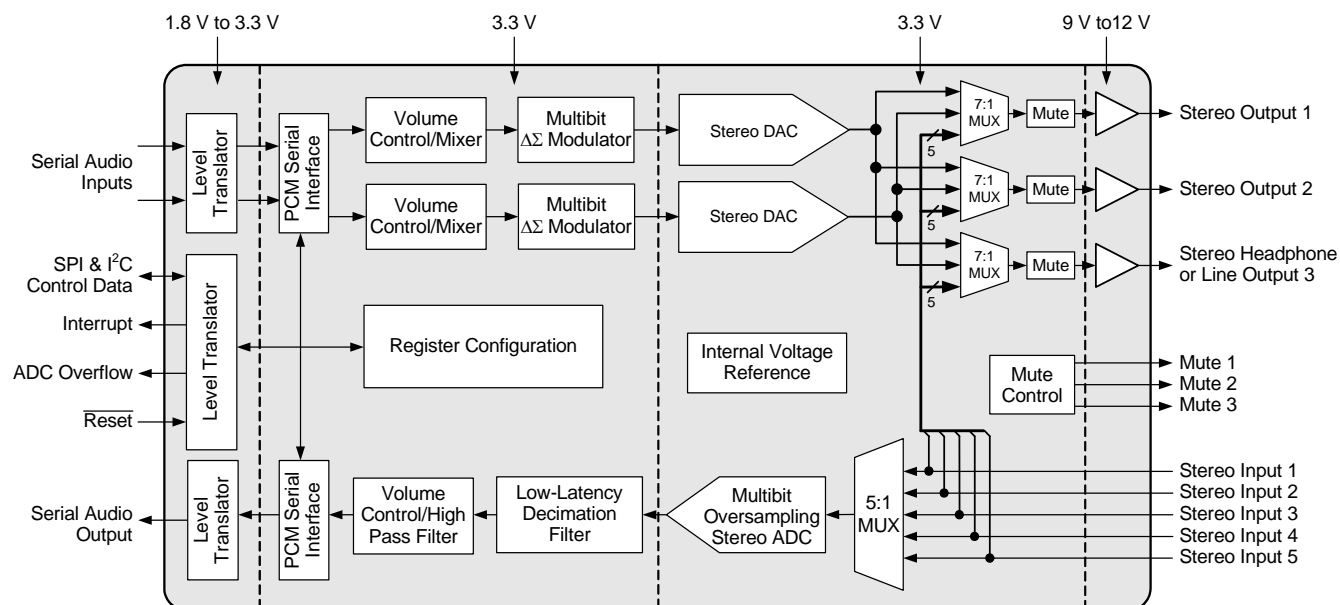 1.8 V to 3.3 V
3.3 V
3.3 V
9 V to12 V
Serial Audio
Inputs
Level
Translator
PCM Serial
Interface
Volume
Control/Mixer
Multibit
ΔΣ Modulator
Stereo DAC
7:1
MUX
Mute
Stereo Output 1
5
Volume
Control/Mixer
Multibit
ΔΣ Modulator
Stereo DAC
7:1
MUX
Mute
Stereo Output 2
5
7:1
MUX
Mute
Stereo Headphone
or Line Output 3
5
SPI & I²C
Control Data
Interrupt
ADC Overflow
Reset
Level Translator
Register Configuration
Internal Voltage
Reference
Mute
Control
Mute 1
Mute 2
Mute 3
Serial Audio
Output
Level
Translator
PCM Serial
Interface
Volume
Control/High
Pass Filter
Low-Latency
Decimation
Filter
Multibit
Oversampling
Stereo ADC
5:1
MUX
Stereo Input 1
Stereo Input 2
Stereo Input 3
Stereo Input 4
Stereo Input 5